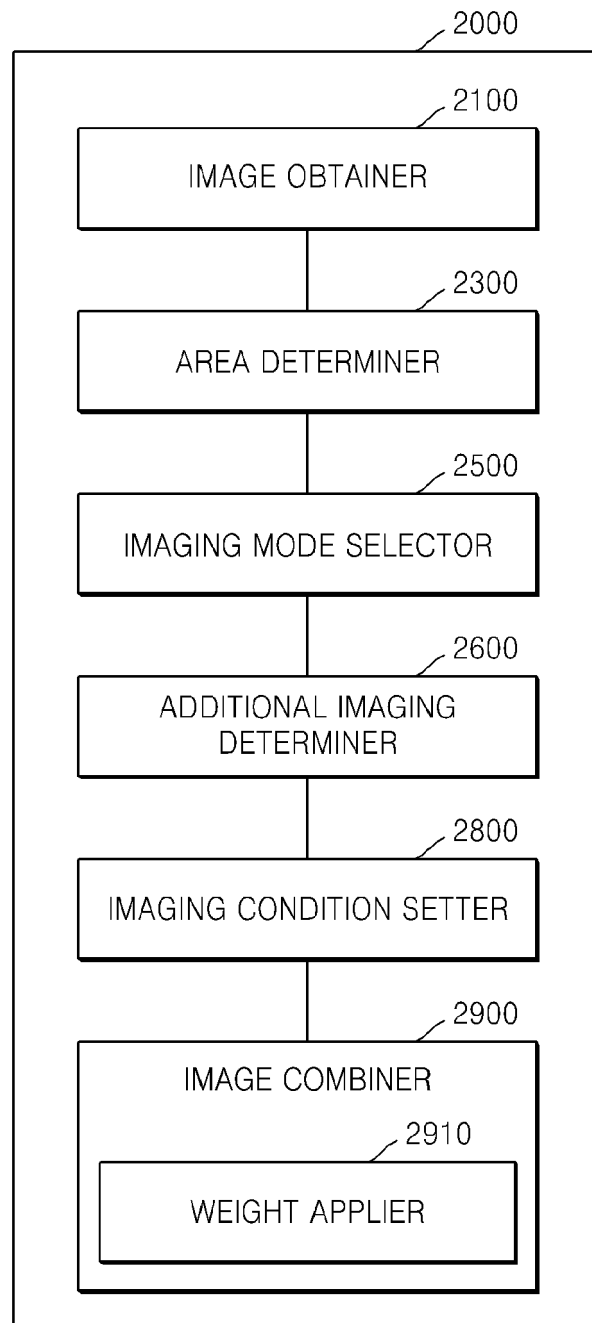 2000
2100
IMAGE OBTAINER
2300
AREA DETERMINER
2500
IMAGING MODE SELECTOR
2600
ADDITIONAL IMAGING
DETERMINER
2800
IMAGING CONDITION SETTER
2900
IMAGE COMBINER
2910
WEIGHT APPLIER